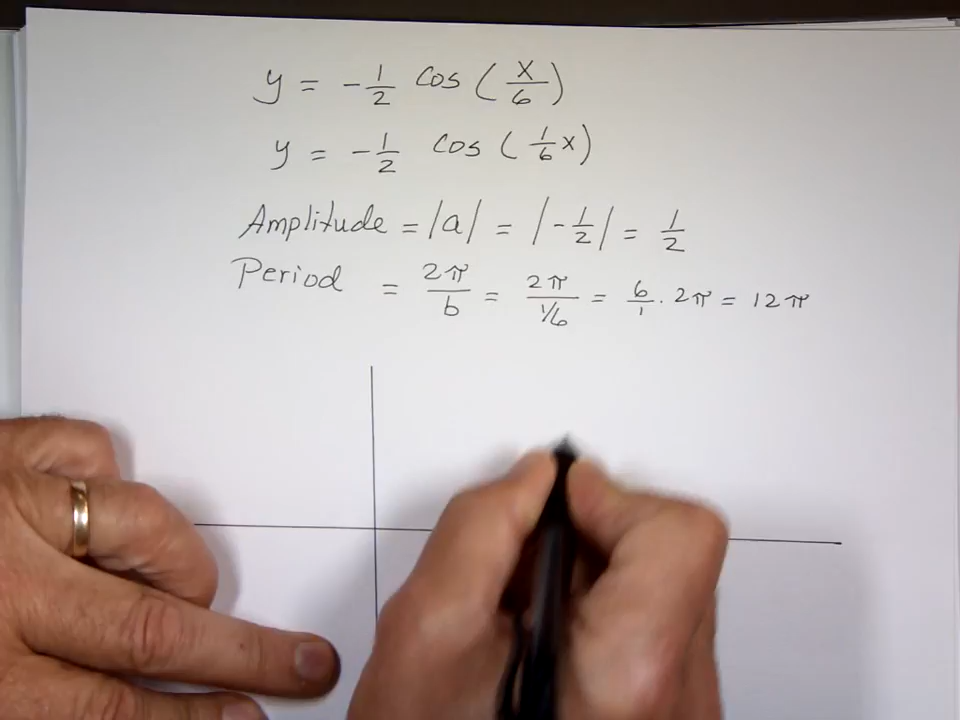 y = -1/2 cos (x/6)
y = -1/2 cos (1/6 x)
Amplitude = |a| = |-1/2| = 1/2
Period = 2π/b = 2π/(1/6) = 6/1 · 2π = 12π